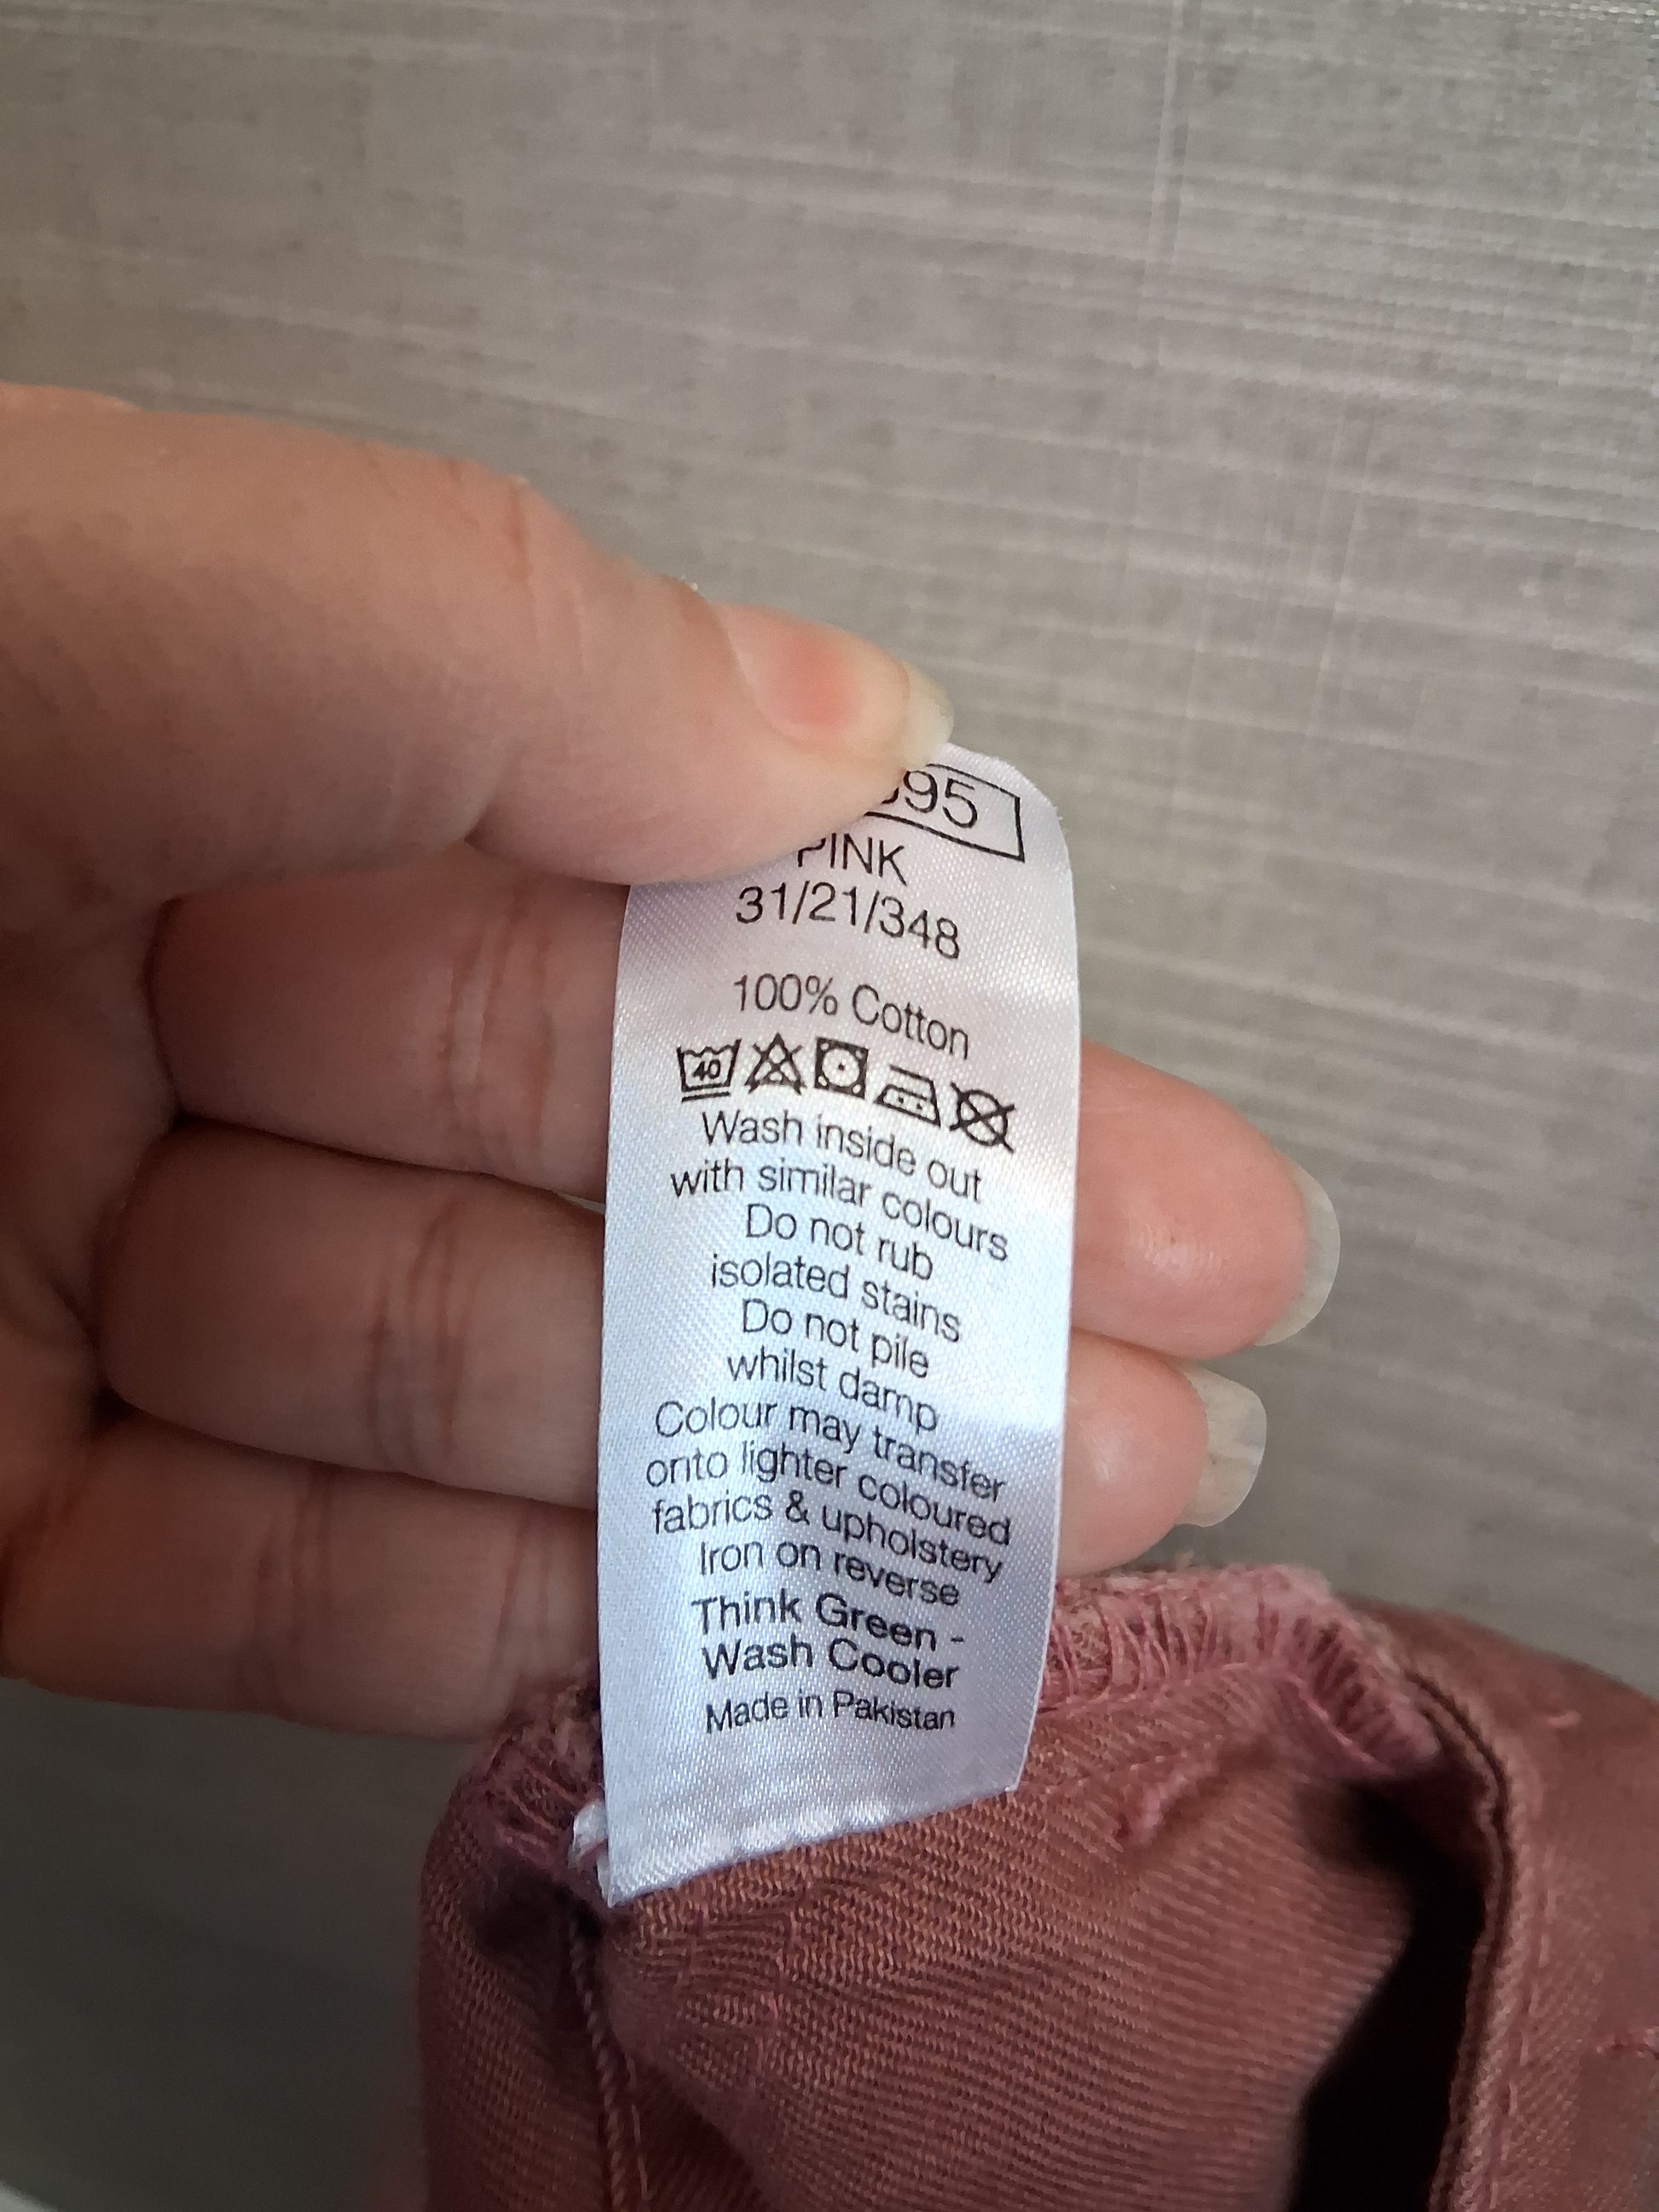 95
PINK
31/21/348
100% Cotton
40
Wash inside out
with similar colours
Do not rub
isolated stains
Do not pile
whilst damp
Colour may transfer
onto lighter coloured
fabrics & upholstery
Iron on reverse
Think Green -
Wash Cooler
Made in Pakistan